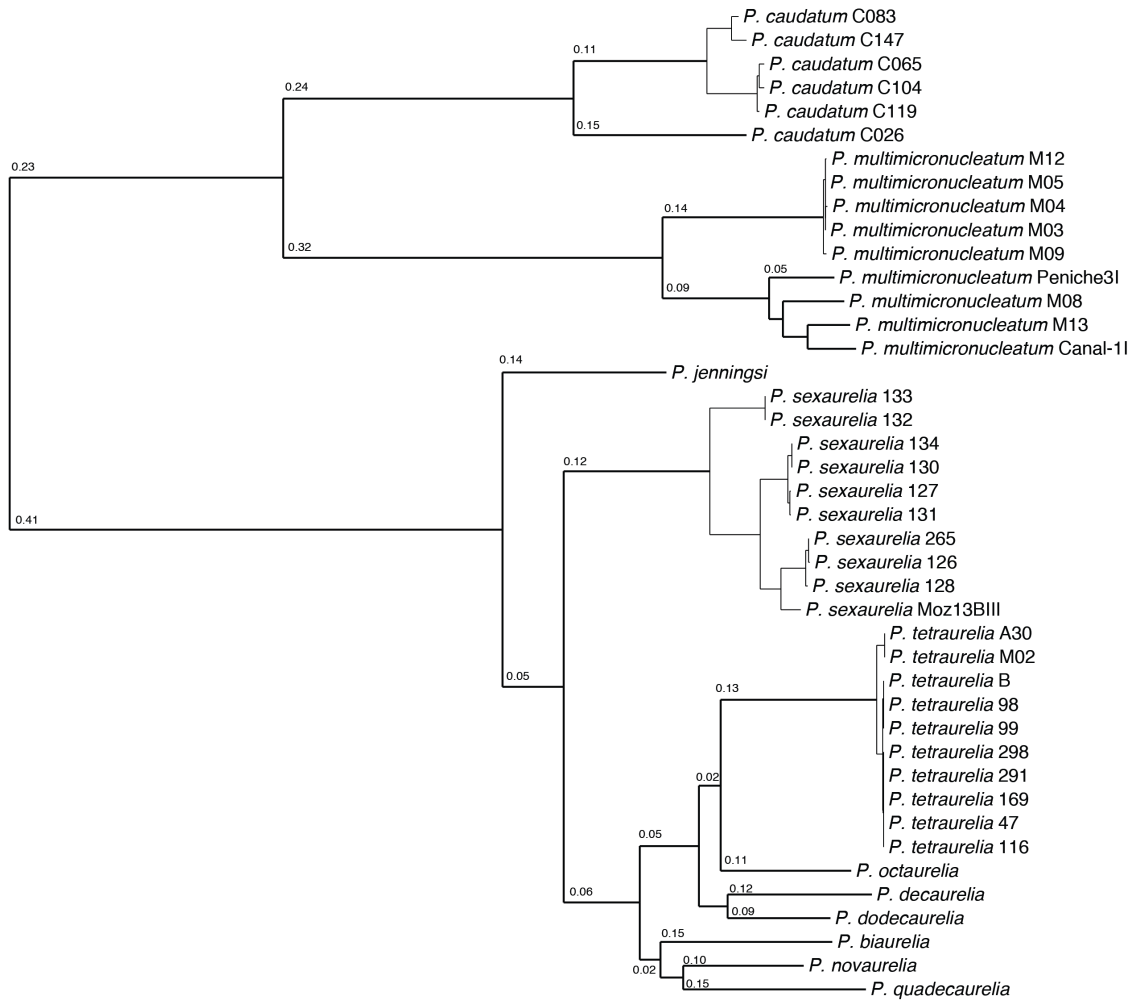 P. caudatum C083
P. caudatum C147
0.11
P. caudatum C065
0.24
P. caudatum C104
P. caudatum C119
0.15
P. caudatum C026
P. multimicronucleatum M12
0.23
P. multimicronucleatum M05
0.14
P. multimicronucleatum M04
P. multimicronucleatum M03
0.32
P. multimicronucleatum M09
0.05
P. multimicronucleatum Peniche3I
0.09
P. multimicronucleatum M08
P. multimicronucleatum M13
P. multimicronucleatum Canal-1I
0.14
P. jenningsi
P. sexaurelia 133
P. sexaurelia 132
P. sexaurelia 134
0.12
P. sexaurelia 130
P. sexaurelia 127
0.41
P. sexaurelia 131
P. sexaurelia 265
P. sexaurelia 126
P. sexaurelia 128
P. sexaurelia Moz13BIII
P. tetraurelia A30
P. tetraurelia M02
0.05
P. tetraurelia B
0.13
P. tetraurelia 98
P. tetraurelia 99
P. tetraurelia 298
0.02
P. tetraurelia 291
P. tetraurelia 169
P. tetraurelia 47
0.05
P. tetraurelia 116
0.11
P. octaurelia
0.06
0.12
P. decaurelia
0.09
P. dodecaurelia
0.15
P. biaurelia
0.02
0.10
P. novaurelia
0.15
P. quadecaurelia